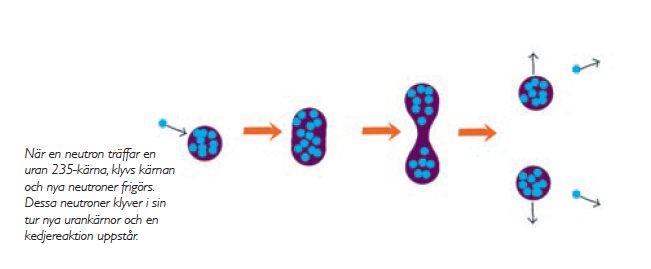 När en neutron träffar en
uran 235-kärna, klyvs kärnan
och nya neutroner frigörs.
Dessa neutroner klyver i sin
tur nya urankärnor och en
kedjereaktion uppstår.